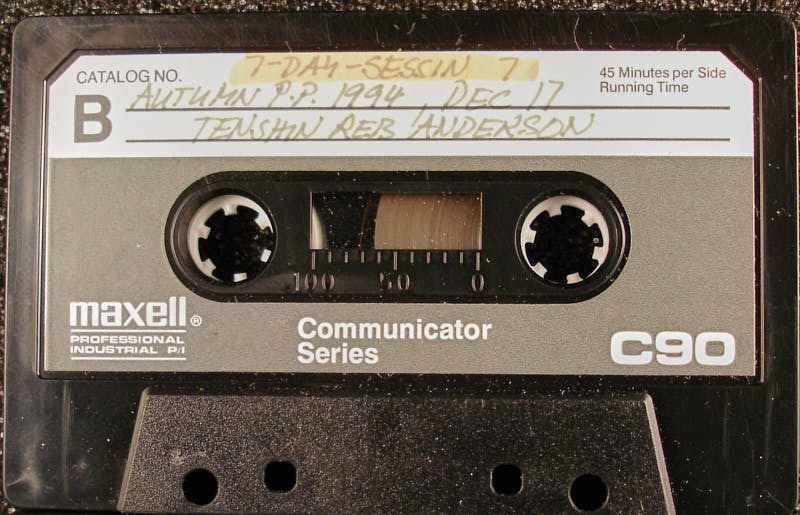 CATALOG NO.
7-DAY-SESSIN 7
45 Minutes per Side
Running Time
B
AUTUMN P.P. 1994, DEC 17
TENSHIN REB ANDERSON
100 50 0
maxell®
PROFESSIONAL
INDUSTRIAL P/I
Communicator
Series
C90